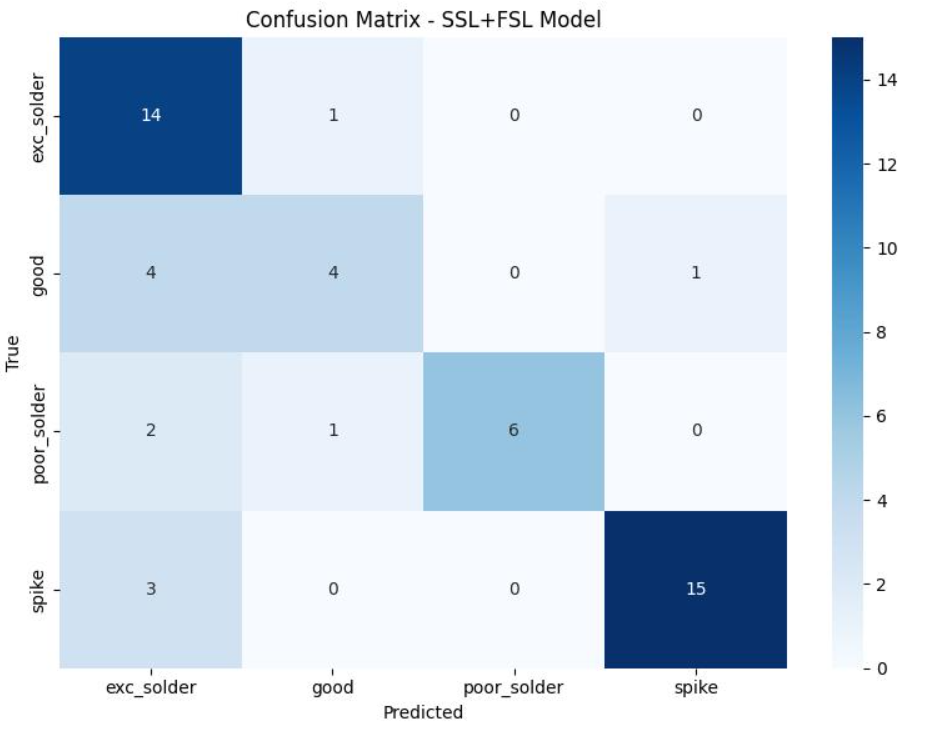 Confusion Matrix - SSL+FSL Model
exc_solder
14
1
0
0
good
4
4
0
1
poor_solder
2
1
6
0
spike
3
0
0
15
True
exc_solder
good
poor_solder
spike
Predicted
14
12
10
8
6
4
2
0